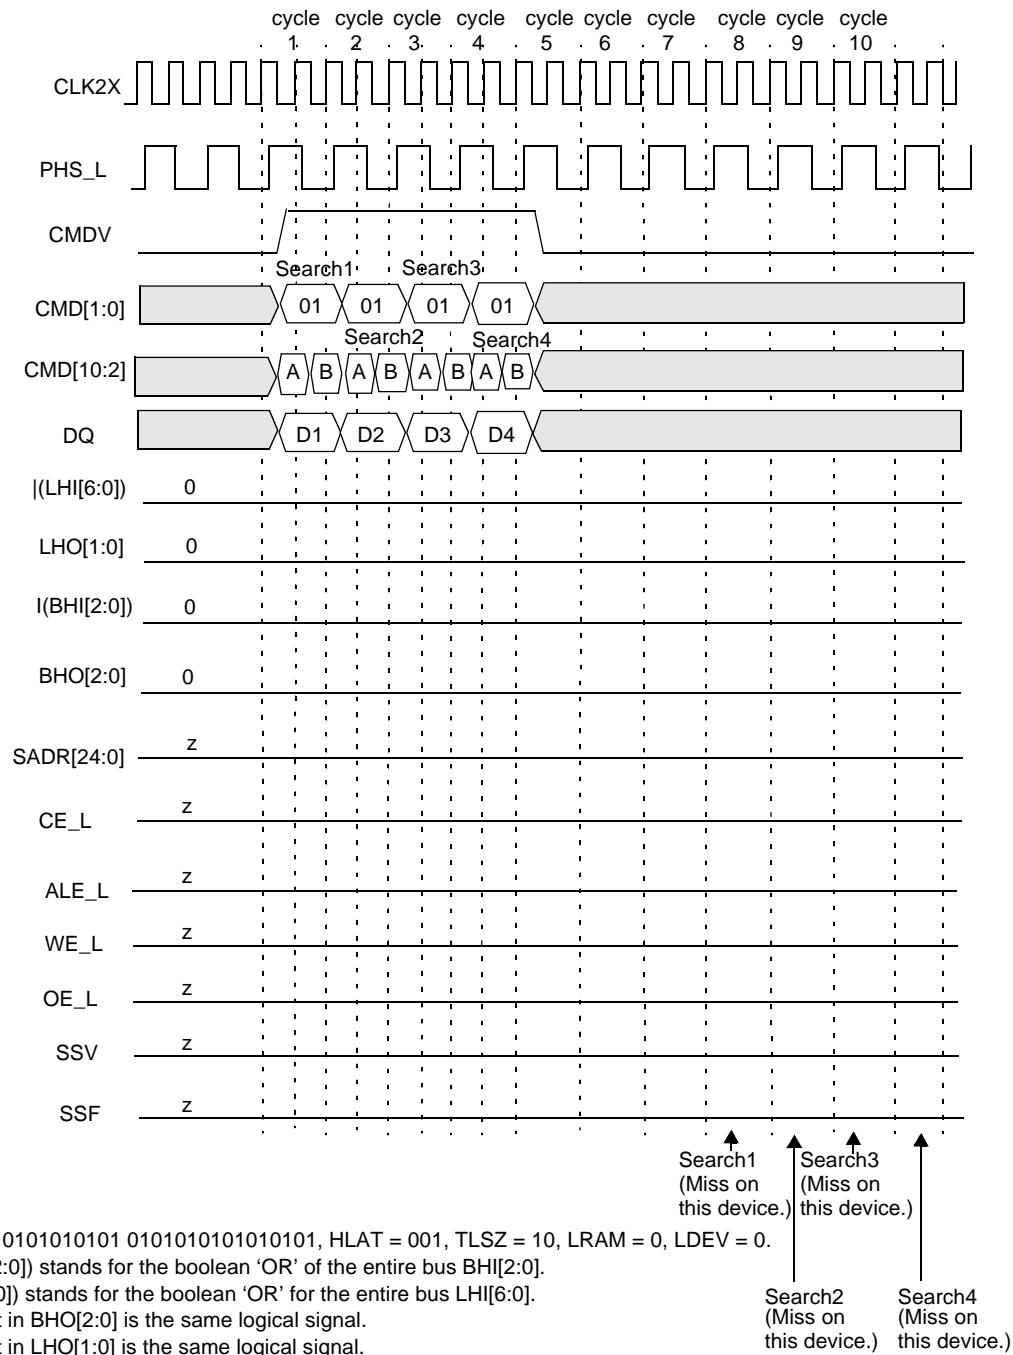 cycle cycle cycle cycle cycle cycle cycle cycle cycle cycle
1 2 3 4 5 6 7 8 9 10
CLK2X
PHS_L
CMDV
Search1 Search3
CMD[1:0] 01 01 01 01
Search2 Search4
CMD[10:2] A B A B A B A B
DQ D1 D2 D3 D4
|(LHI[6:0]) 0
LHO[1:0] 0
I(BHI[2:0]) 0
BHO[2:0] 0
SADR[24:0] z
CE_L z
ALE_L z
WE_L z
OE_L z
SSV z
SSF z
Search1 Search3
(Miss on (Miss on
this device.) this device.)
0101010101 0101010101010101, HLAT = 001, TLSZ = 10, LRAM = 0, LDEV = 0.
2:0]) stands for the boolean ‘OR’ of the entire bus BHI[2:0].
0]) stands for the boolean ‘OR’ for the entire bus LHI[6:0].
t in BHO[2:0] is the same logical signal.
t in LHO[1:0] is the same logical signal.
Search2 Search4
(Miss on (Miss on
this device.) this device.)